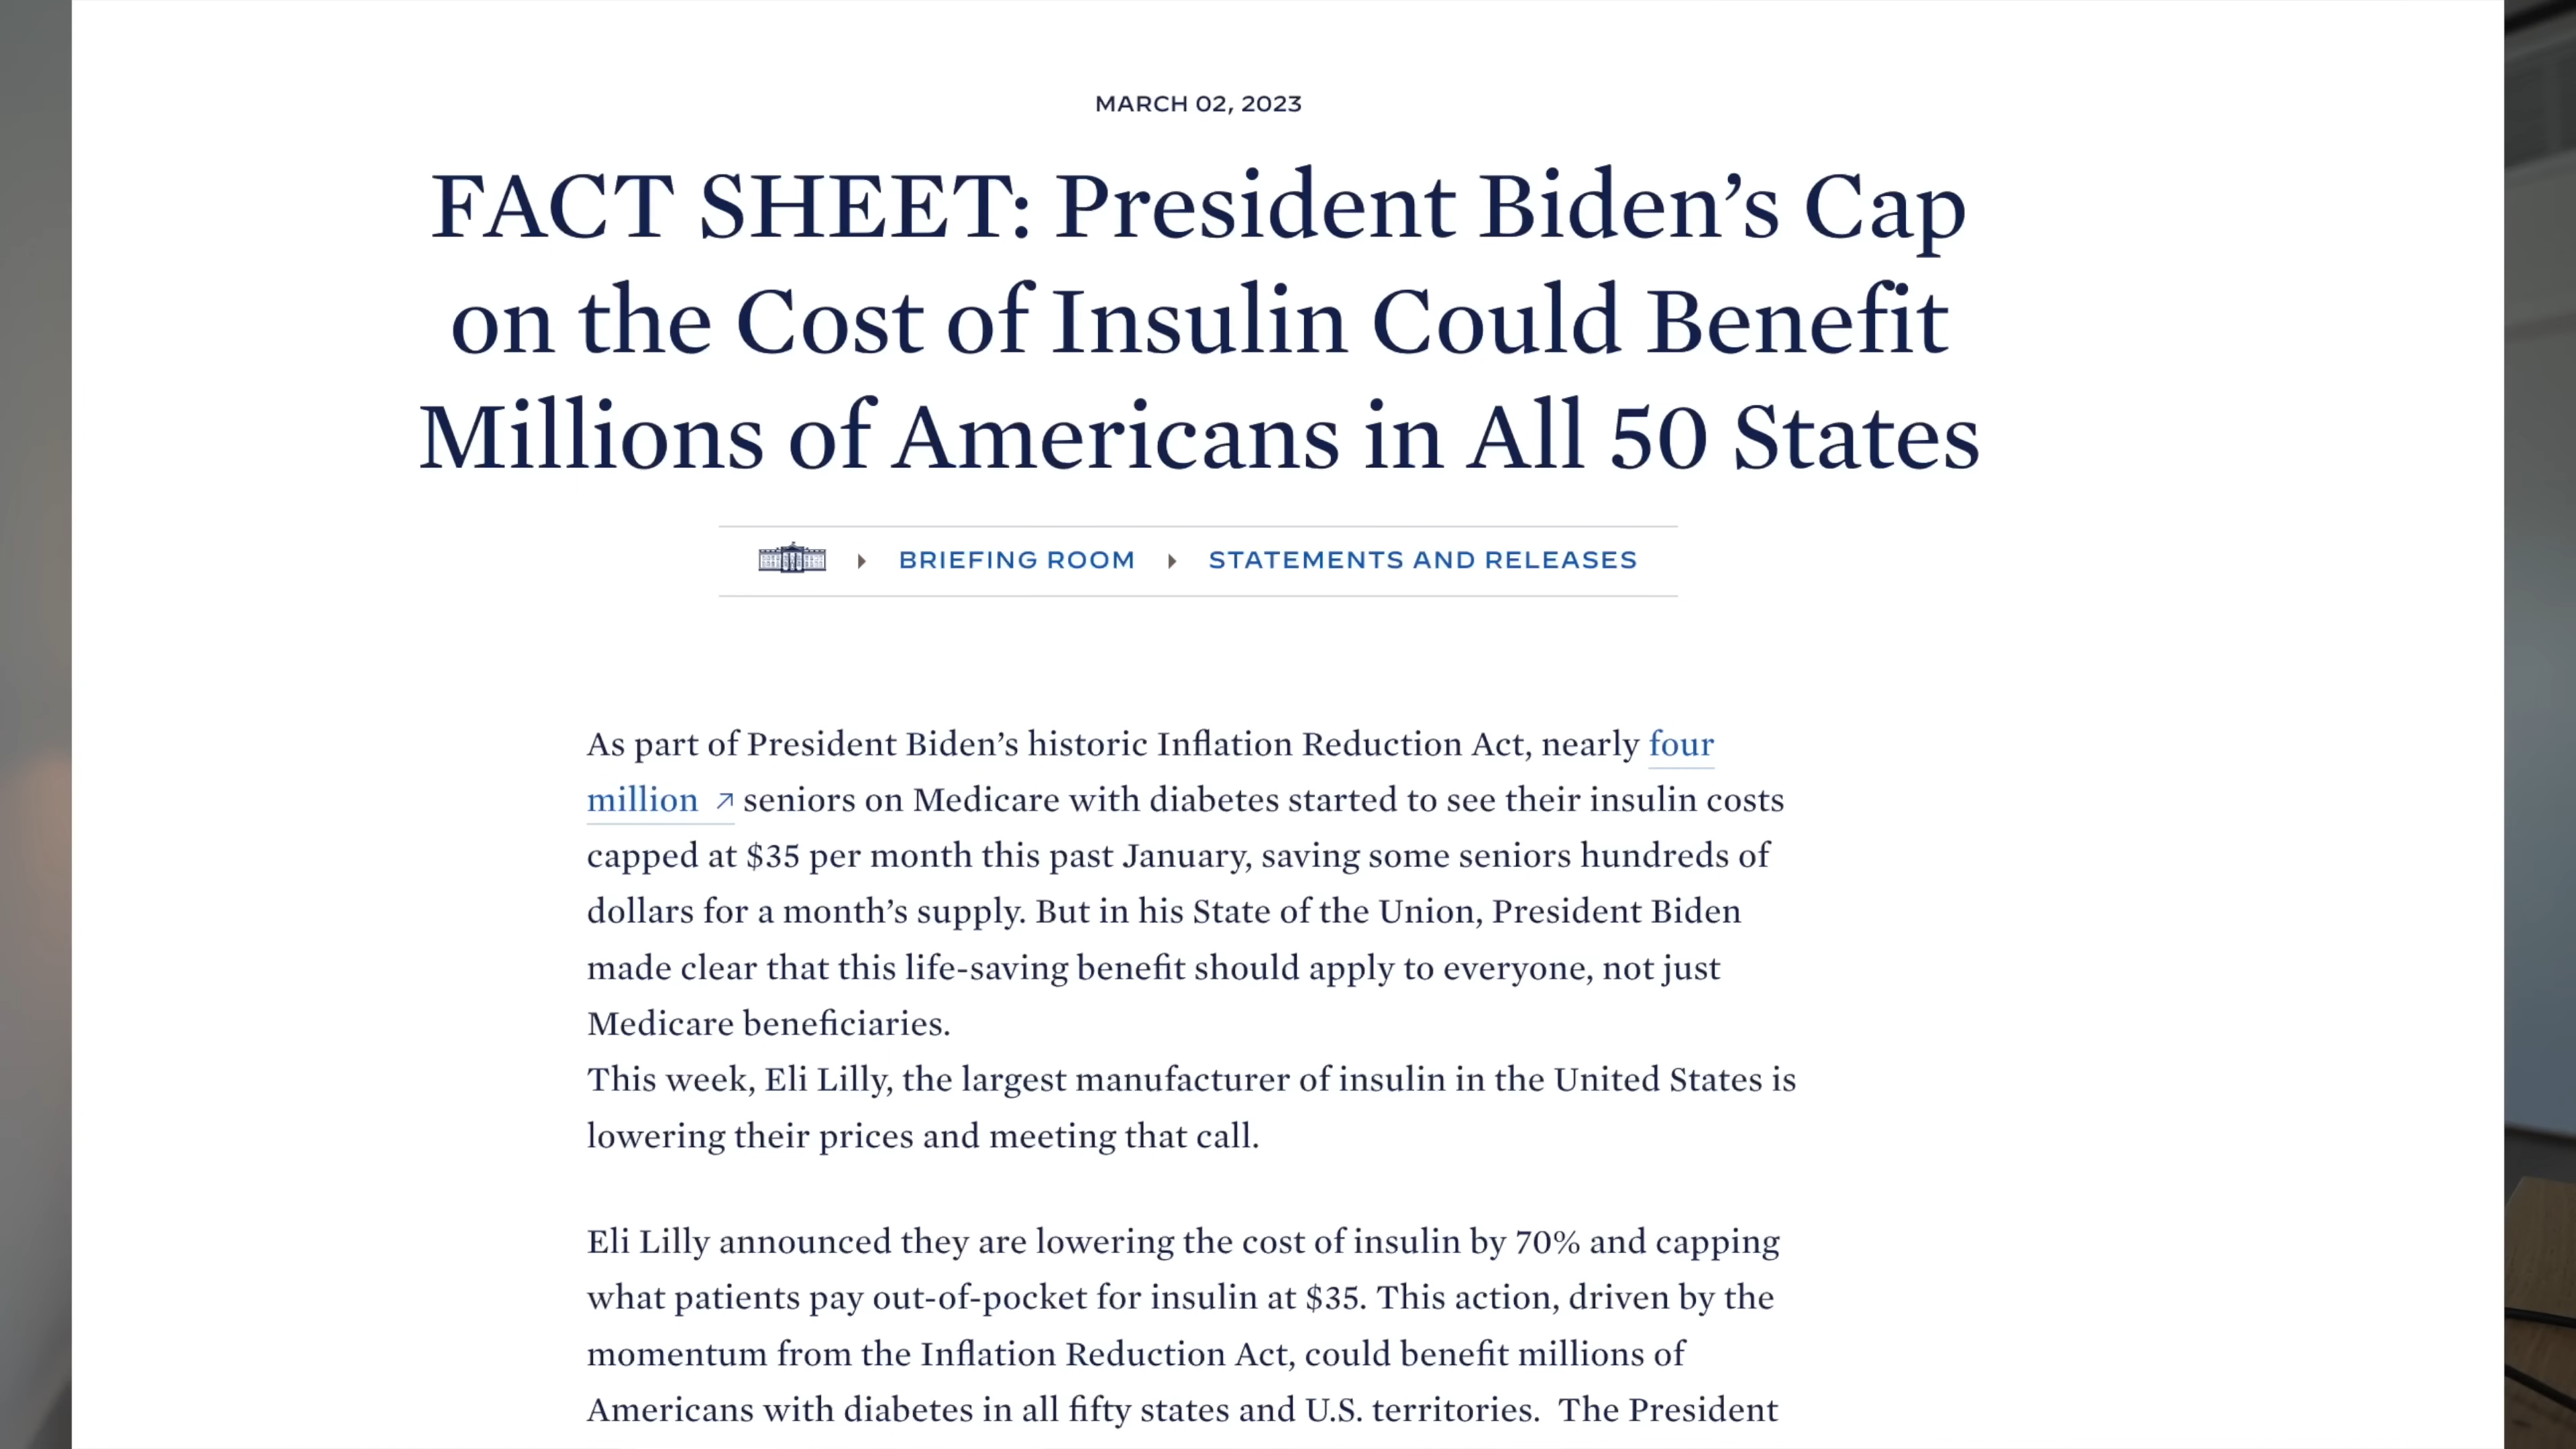 MARCH 02, 2023
FACT SHEET: President Biden’s Cap
on the Cost of Insulin Could Benefit
Millions of Americans in All 50 States
BRIEFING ROOM STATEMENTS AND RELEASES
As part of President Biden’s historic Inflation Reduction Act, nearly four
million seniors on Medicare with diabetes started to see their insulin costs
capped at $35 per month this past January, saving some seniors hundreds of
dollars for a month’s supply. But in his State of the Union, President Biden
made clear that this life-saving benefit should apply to everyone, not just
Medicare beneficiaries.
This week, Eli Lilly, the largest manufacturer of insulin in the United States is
lowering their prices and meeting that call.
Eli Lilly announced they are lowering the cost of insulin by 70% and capping
what patients pay out-of-pocket for insulin at $35. This action, driven by the
momentum from the Inflation Reduction Act, could benefit millions of
Americans with diabetes in all fifty states and U.S. territories. The President